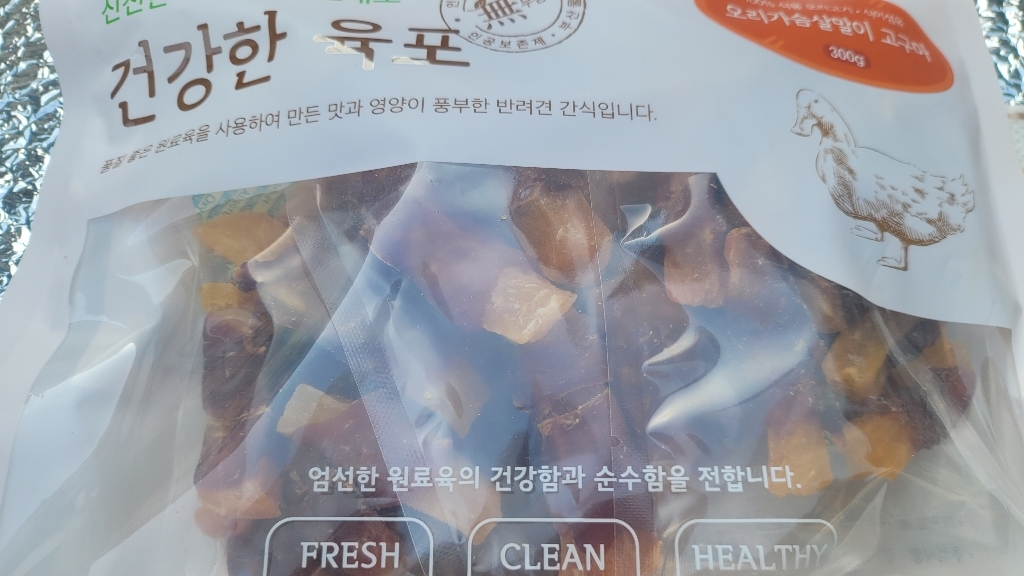 건강한 육포
품질 좋은 원료육을 사용하여 만든 맛과 영양이 풍부한 반려견 간식입니다.
오리가슴살말이 고구마
300g
엄선한 원료육의 건강함과 순수함을 전합니다.
FRESH
CLEAN
HEALTHY